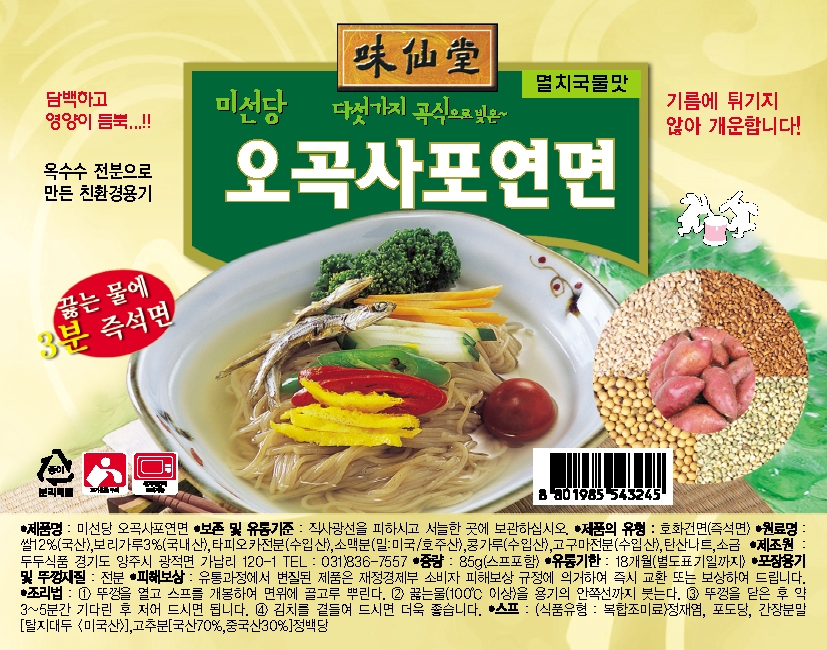 味仙堂
멸치국물맛
미선당 다섯가지 곡식으로 빚은~
오곡사포연면
담백하고
영양이 듬뿍...!!
옥수수 전분으로
만든 친환경용기
기름에 튀기지
않아 개운합니다!
끓는 물에
3분 즉석면
종이
분리배출
8 801985 543245
•제품명 : 미선당 오곡사포연면 •보존 및 유통기준 : 직사광선을 피하시고 서늘한 곳에 보관하십시오. •제품의 유형 : 호화건면(즉석면) •원료명 :
쌀12%(국산),보리가루3%(국내산),타피오카전분(수입산),소맥분(밀:미국/호주산),콩가루(수입산),고구마전분(수입산),탄산나트,소금 •제조원 :
두두식품 경기도 양주시 광적면 가납리 120-1 TEL : 031)836-7557 •중량 : 85g(스프포함) •유통기한 : 18개월(별도표기일까지) •포장용기
및 뚜껑재질 : 전분 •피해보상 : 유통과정에서 변질된 제품은 재정경제부 소비자 피해보상 규정에 의거하여 즉시 교환 또는 보상하여 드립니다.
•조리법 : ① 뚜껑을 열고 스프를 개봉하여 면위에 골고루 뿌린다. ② 끓는물(100℃ 이상)을 용기의 안쪽선까지 붓는다. ③ 뚜껑을 닫은 후 약
3~5분간 기다린 후 저어 드시면 됩니다. ④ 김치를 곁들여 드시면 더욱 좋습니다. •스프 : (식품유형 : 복합조미료)정재염, 포도당, 간장분말
[탈지대두 〈미국산〉],고추분[국산70%,중국산30%]정백당